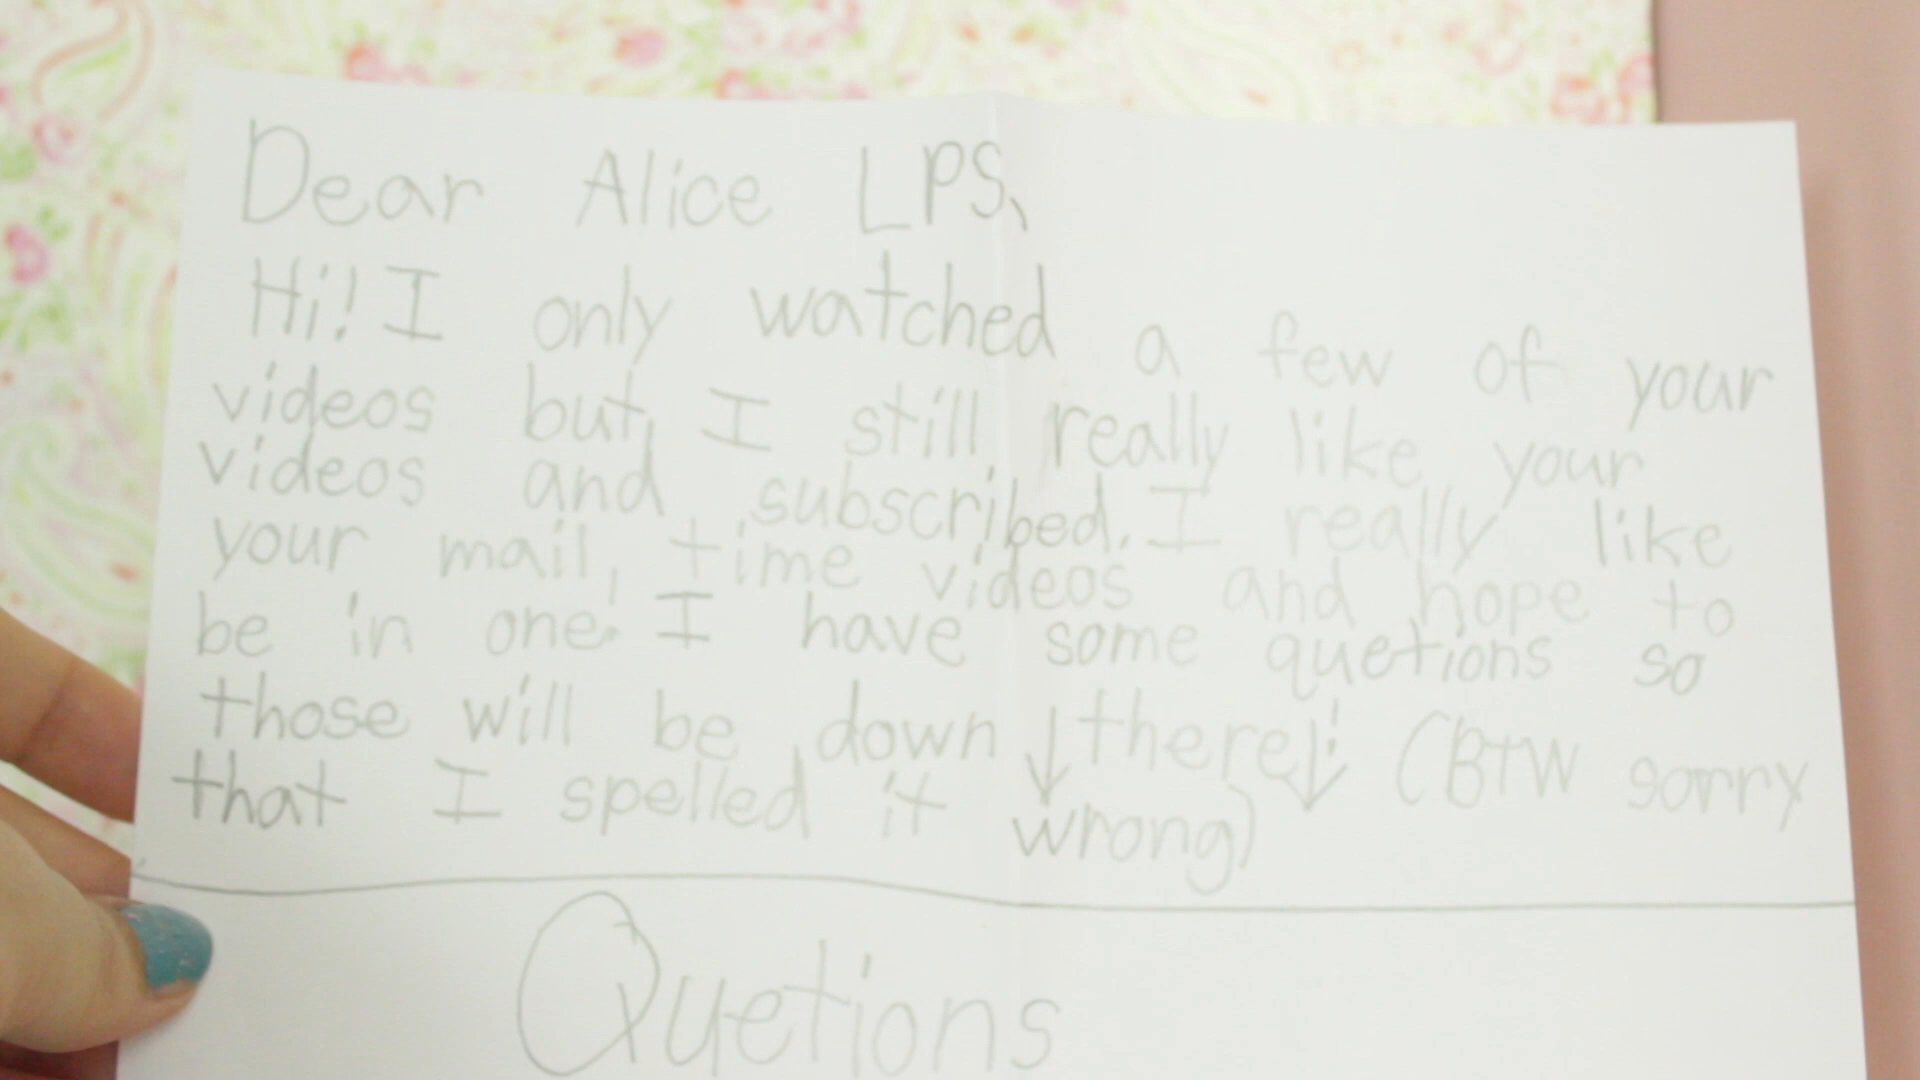 Dear Alice LPS,
Hi! I only watched a few of your
videos but, I still really like your
videos and subscribed. I really like
your mail, time videos and hope to
be in one! I have some quetions so
those will be down ↓ there↓! (BTW sorry
that I spelled it wrong)
Quetions